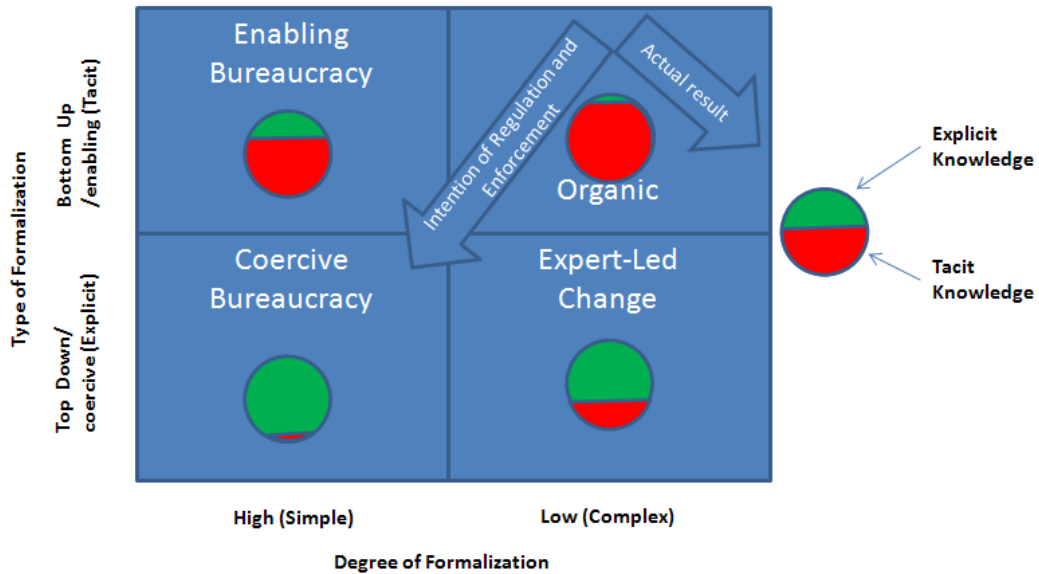 Enabling
Bureaucracy
Intention of Regulation and
Enforcement
Actual result
Organic
Coercive
Bureaucracy
Expert-Led
Change
Explicit
Knowledge
Tacit
Knowledge
Type of Formalization
Bottom Up
/enabling (Tacit)
Top Down/
coercive (Explicit)
High (Simple)
Low (Complex)
Degree of Formalization